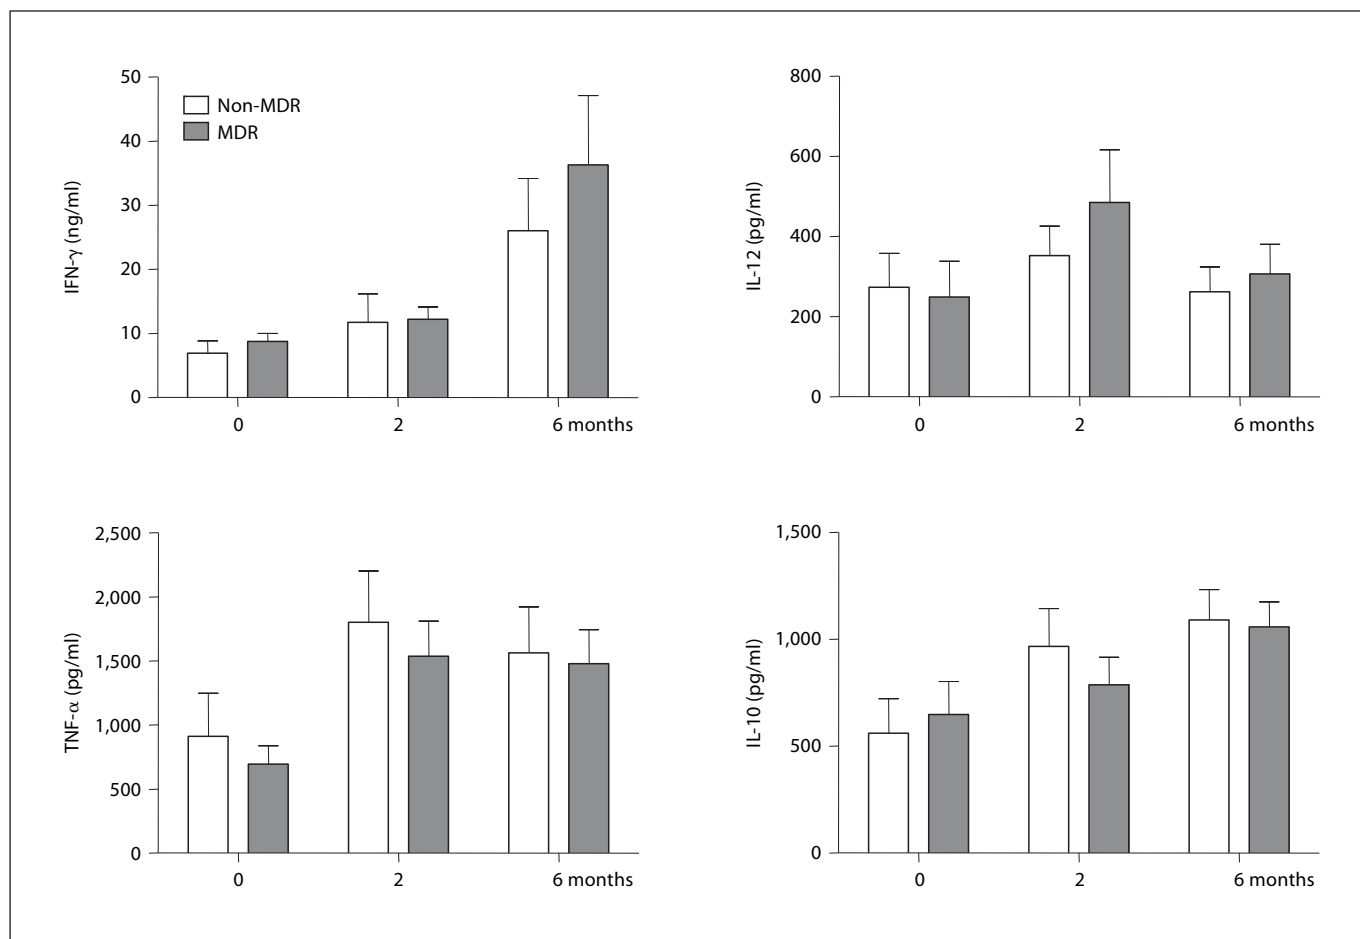 50
40
30
20
10
0
IFN-γ (ng/ml)
Non-MDR
MDR
0 2 6 months
800
600
400
200
0
IL-12 (pg/ml)
0 2 6 months
2,500
2,000
1,500
1,000
500
0
TNF-α (pg/ml)
0 2 6 months
1,500
1,000
500
0
IL-10 (pg/ml)
0 2 6 months